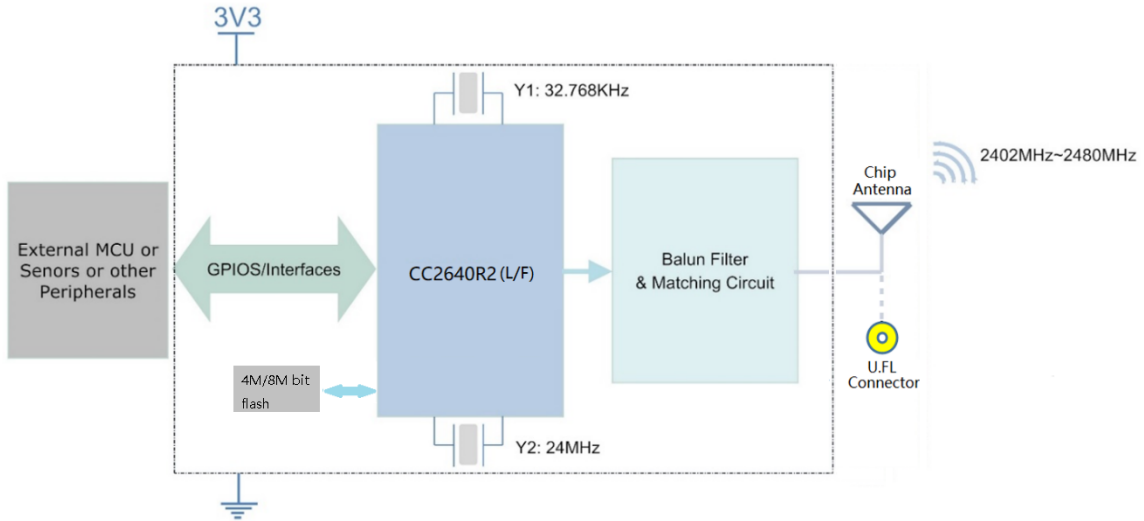 3V3
Y1: 32.768KHz
2402MHz~2480MHz
Chip
Antenna
External MCU or
Senors or other
Peripherals
GPIOS/Interfaces
CC2640R2 (L/F)
Balun Filter
& Matching Circuit
U.FL
Connector
4M/8M bit
flash
Y2: 24MHz